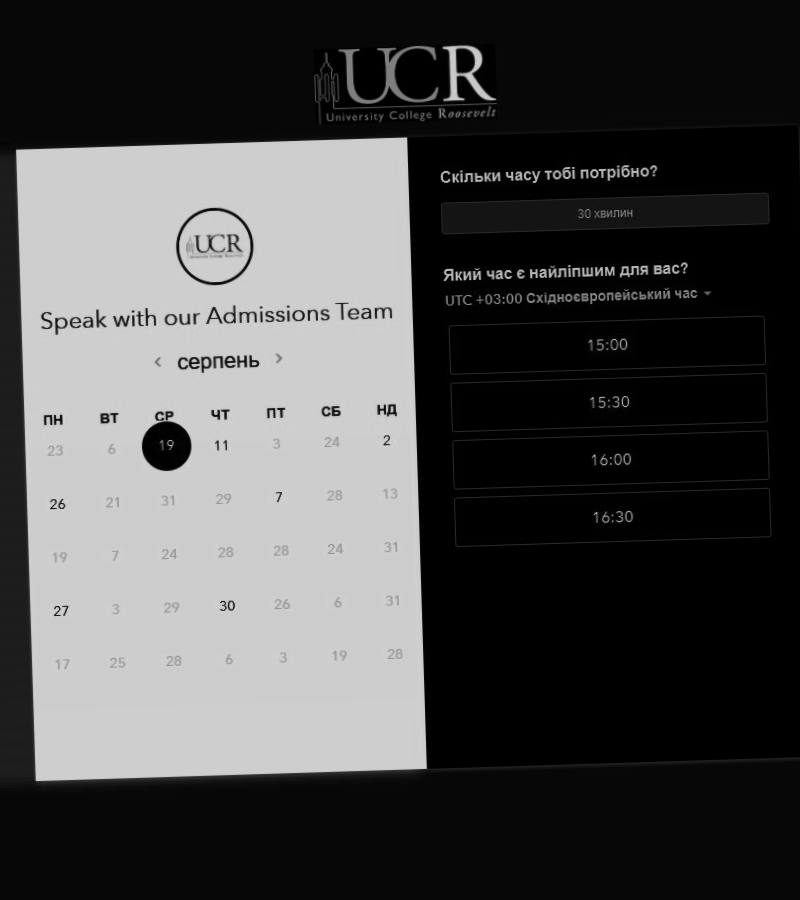 UCR
University College Roosevelt
UCR
University College Roosevelt
Speak with our Admissions Team
серпень
ПН ВТ СР ЧТ ПТ СБ НД
23 6 19 11 3 24 2
26 21 31 29 7 28 13
19 7 24 28 28 24 31
27 3 29 30 26 6 31
17 25 28 6 3 19 28
Скільки часу тобі потрібно?
30 хвилин
Який час є найліпшим для вас?
UTC +03:00 Східноєвропейський час
15:00
15:30
16:00
16:30